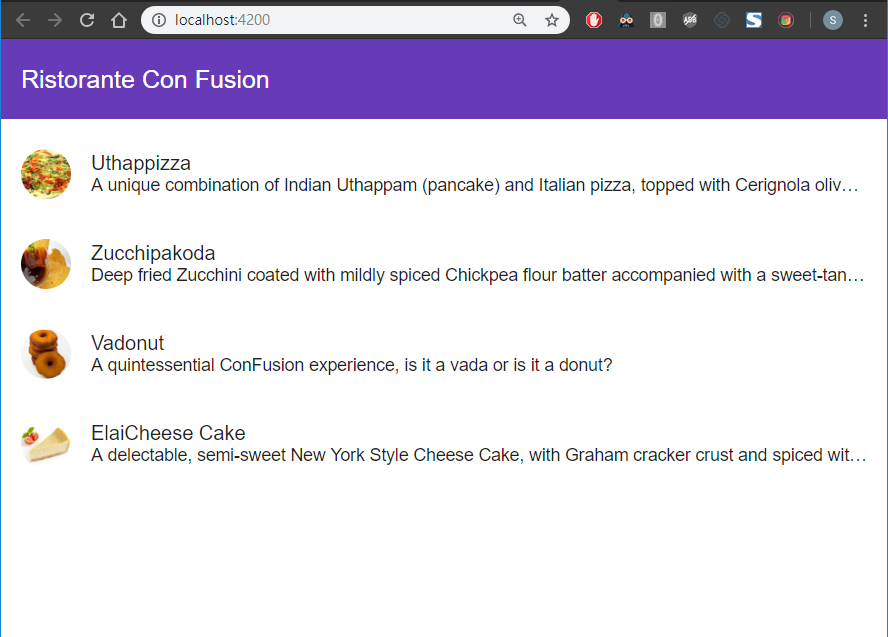 localhost:4200
ABP
S
S
Ristorante Con Fusion
Uthappizza
A unique combination of Indian Uthappam (pancake) and Italian pizza, topped with Cerignola oliv…
Zucchipakoda
Deep fried Zucchini coated with mildly spiced Chickpea flour batter accompanied with a sweet-tan…
Vadonut
A quintessential ConFusion experience, is it a vada or is it a donut?
ElaiCheese Cake
A delectable, semi-sweet New York Style Cheese Cake, with Graham cracker crust and spiced wit…